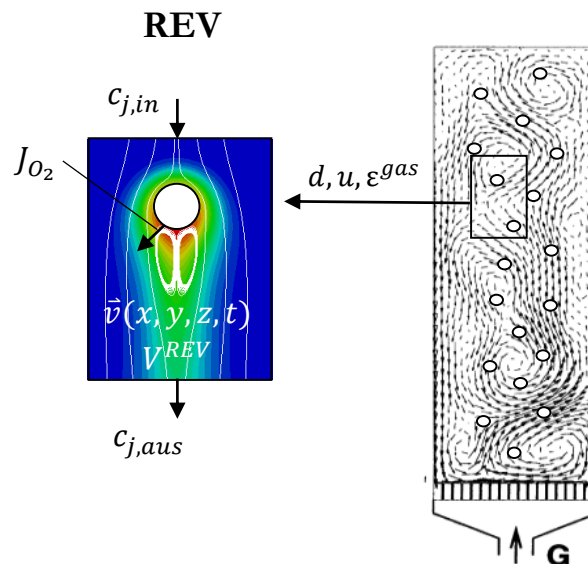 REV
c_{j,in}
J_{O_2}
d, u, ε^{gas}
v⃗(x, y, z, t)
V^{REV}
c_{j,aus}
G